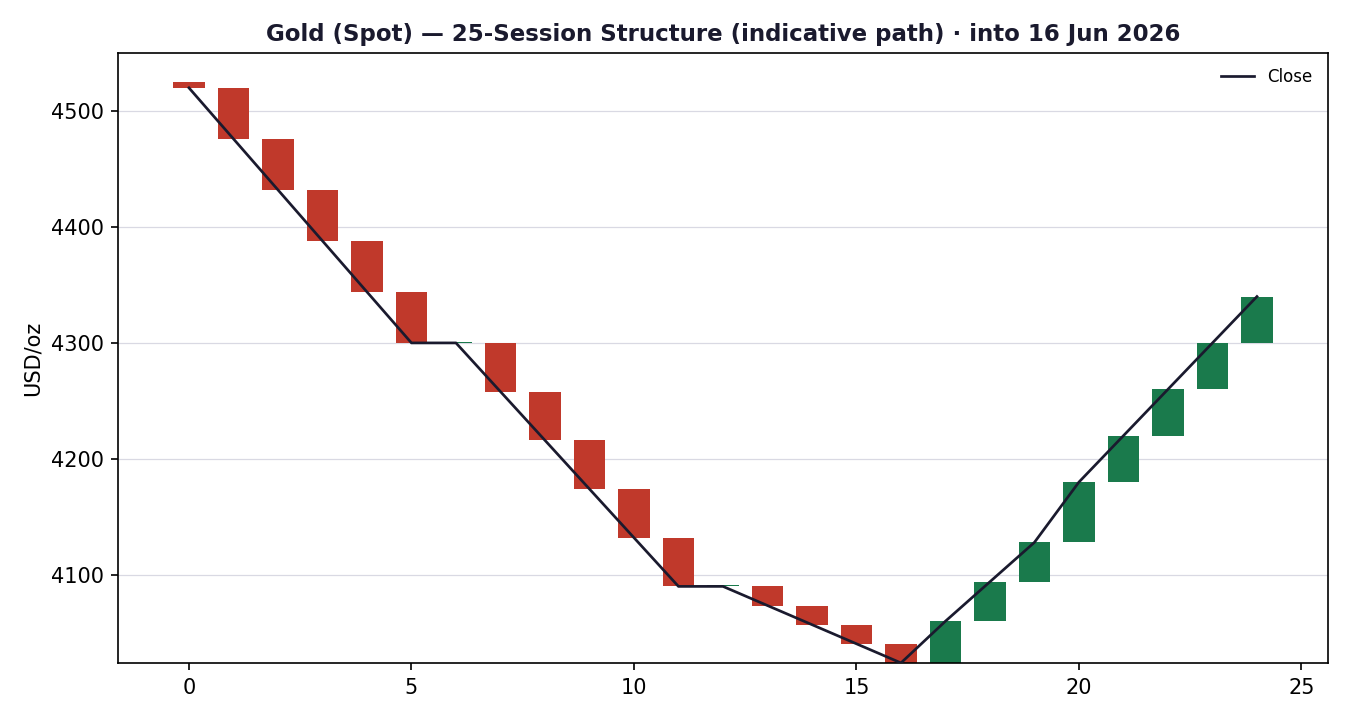 Gold (Spot) — 25-Session Structure (indicative path) · into 16 Jun 2026
Close
USD/oz
4500
4400
4300
4200
4100
0 5 10 15 20 25